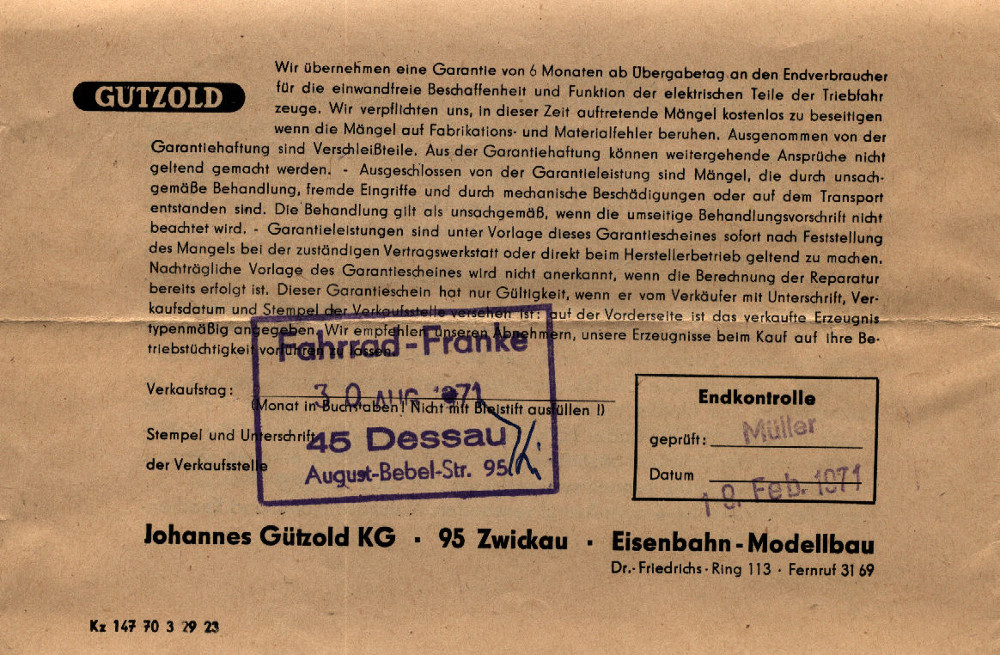 GÜTZOLD
Wir übernehmen eine Garantie von 6 Monaten ab Übergabetag an den Endverbraucher
für die einwandfreie Beschaffenheit und Funktion der elektrischen Teile der Triebfahr
zeuge. Wir verpflichten uns, in dieser Zeit auftretende Mängel kostenlos zu beseitigen
wenn die Mängel auf Fabrikations- und Materialfehler beruhen. Ausgenommen von der
Garantiehaftung sind Verschleißteile. Aus der Garantiehaftung können weitergehende Ansprüche nicht
geltend gemacht werden. - Ausgeschlossen von der Garantieleistung sind Mängel, die durch unsach-
gemäße Behandlung, fremde Eingriffe und durch mechanische Beschädigungen oder auf dem Transport
entstanden sind. Die Behandlung gilt als unsachgemäß, wenn die umseitige Behandlungsvorschrift nicht
beachtet wird. - Garantieleistungen sind unter Vorlage dieses Garantiescheines sofort nach Feststellung
des Mangels bei der zuständigen Vertragswerkstatt oder direkt beim Herstellerbetrieb geltend zu machen.
Nachträgliche Vorlage des Garantiescheines wird nicht anerkannt, wenn die Berechnung der Reparatur
bereits erfolgt ist. Dieser Garantieschein hat nur Gültigkeit, wenn er vom Verkäufer mit Unterschrift, Ver-
kaufsdatum und Stempel der Verkaufsstelle versehen ist: auf der Vorderseite ist das verkaufte Erzeugnis
typenmäßig angegeben. Wir empfehlen unseren Abnehmern, unsere Erzeugnisse beim Kauf auf ihre Be-
triebstüchtigkeit vorführen zu lassen.
Fahrrad-Franke
Verkaufstag:
30 AUG 1971
(Monat in Buchstaben! Nicht mit Bleistift ausfüllen !)
Stempel und Unterschrift
45 Dessau
der Verkaufsstelle
August-Bebel-Str. 95
Endkontrolle
geprüft: Müller
Datum 18. Feb. 1971
Johannes Gützold KG · 95 Zwickau · Eisenbahn-Modellbau
Dr.-Friedrichs-Ring 113 · Fernruf 31 69
Kz 147 70 3 29 23